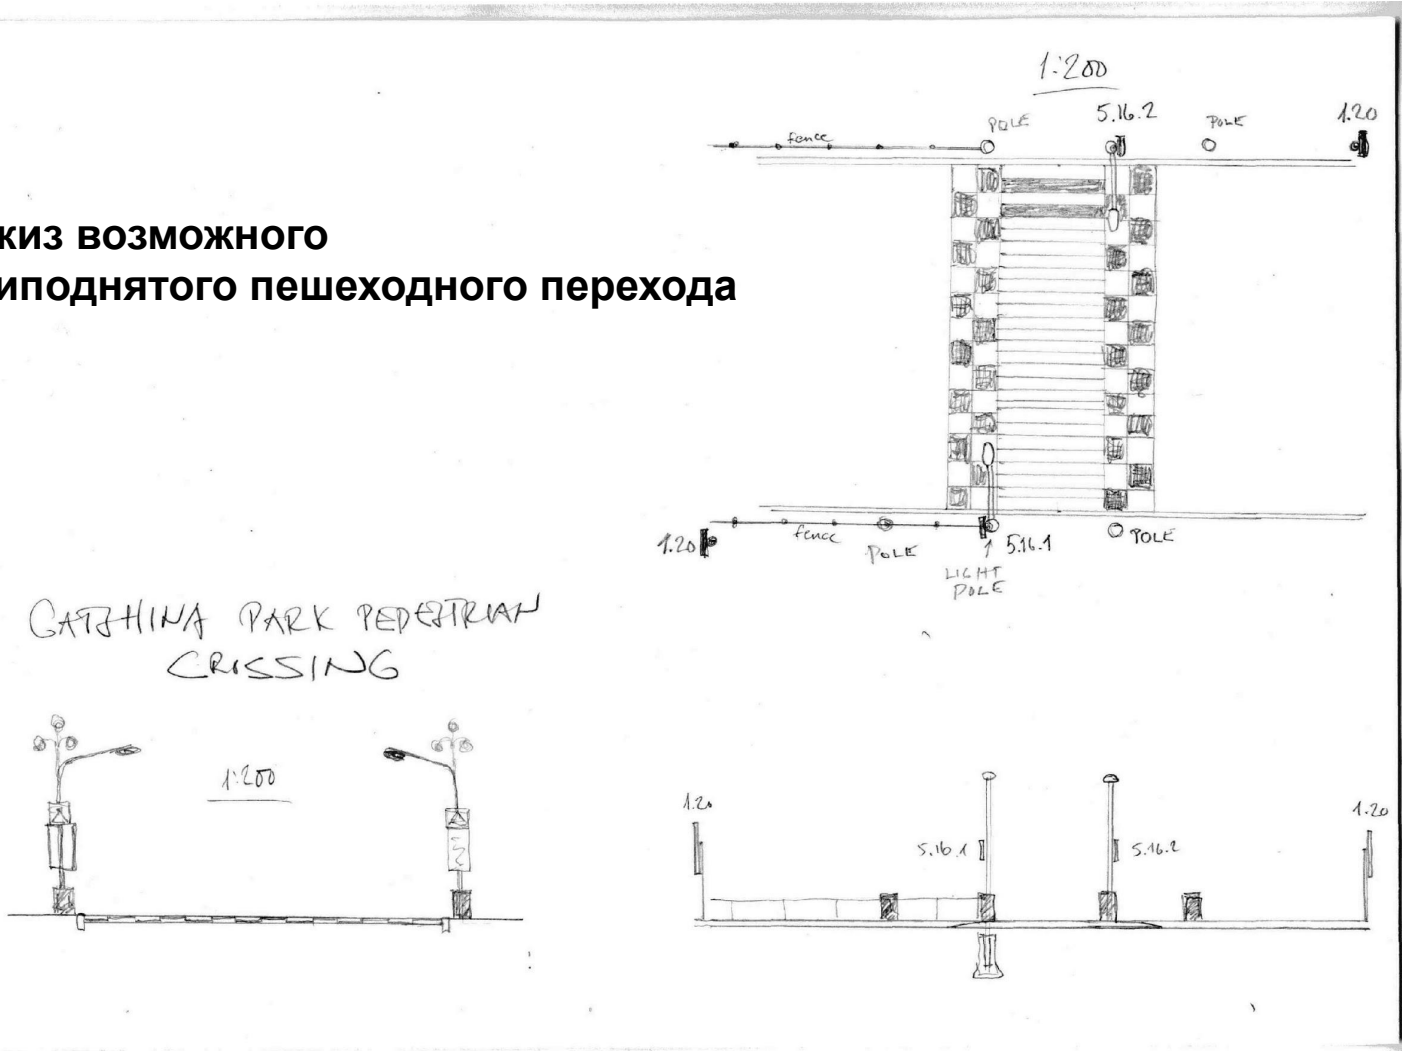 1:200
POLE
5.16.2
POLE
1.20
fence
жиз возможного
иподнятого пешеходного перехода
1.20
fence
POLE
5.16.1
POLE
LIGHT
POLE
GATSHINA PARK PEDESTRIAN
CRISSING
1:200
1.20
5.16.1
5.16.2
1.20